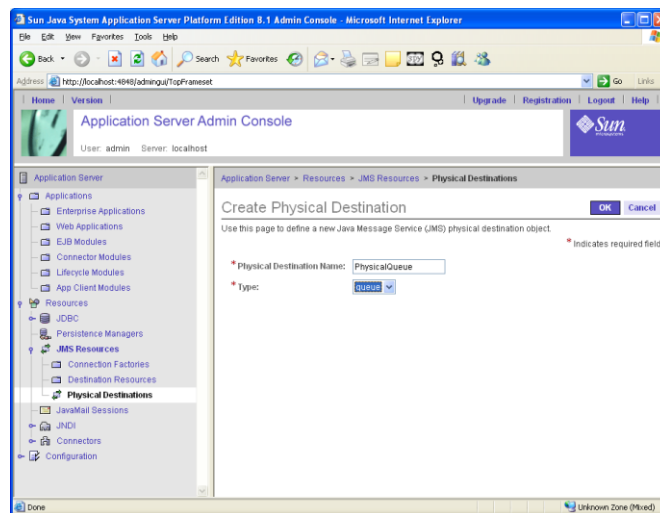 Sun Java System Application Server Platform Edition 8.1 Admin Console - Microsoft Internet Explorer
File Edit View Favorites Tools Help
Back Search Favorites
Address http://localhost:4848/admingui/TopFrameset Go Links
Home Version Upgrade Registration Logout Help
Application Server Admin Console
User: admin Server: localhost
Sun
Application Server
Applications
Enterprise Applications
Web Applications
EJB Modules
Connector Modules
Lifecycle Modules
App Client Modules
Resources
JDBC
Persistence Managers
JMS Resources
Connection Factories
Destination Resources
Physical Destinations
JavaMail Sessions
JNDI
Connectors
Configuration
Application Server > Resources > JMS Resources > Physical Destinations
Create Physical Destination
OK Cancel
Use this page to define a new Java Message Service (JMS) physical destination object.
* Indicates required field
* Physical Destination Name: PhysicalQueue
* Type: queue
Done
Unknown Zone (Mixed)